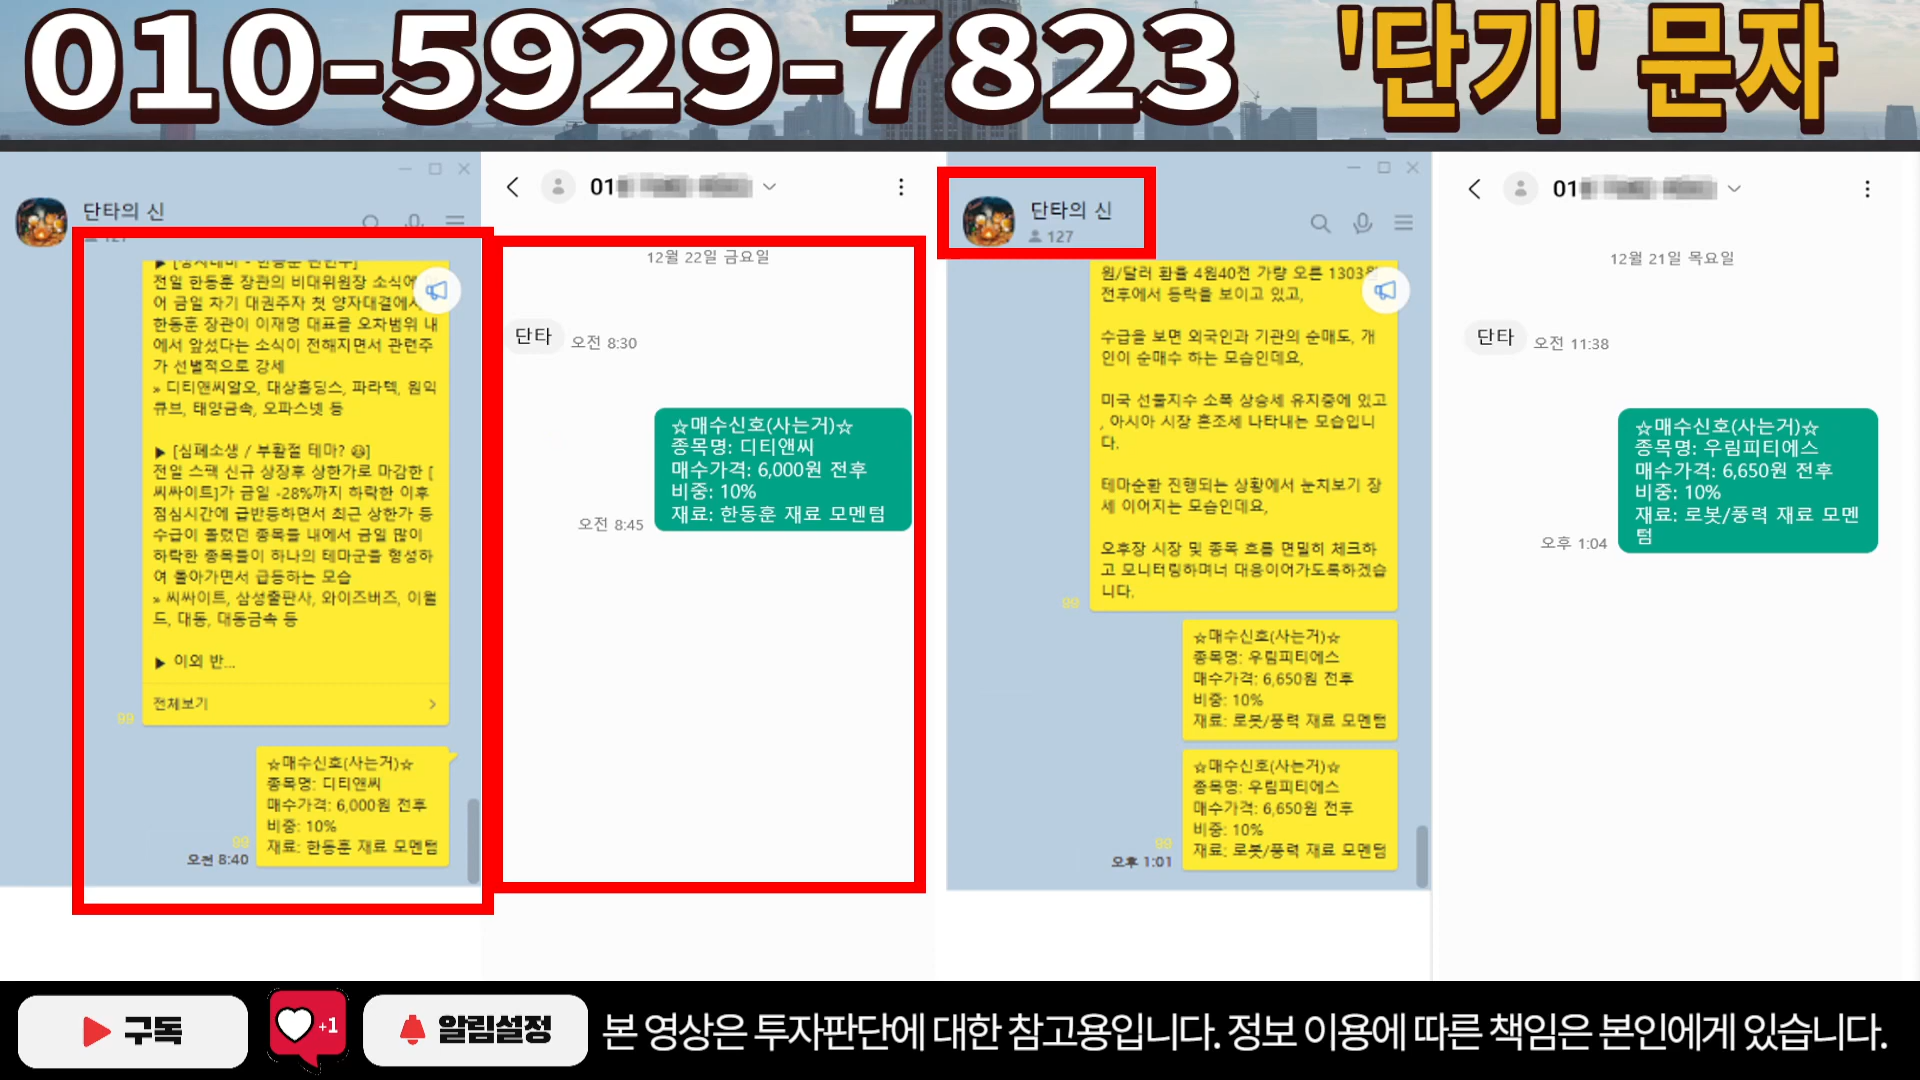 010-5929-7823 '단기' 문자
단타의 신
127
전일 한동훈 장관의 비대위원장 소식에
어 금일 차기 대권주자 첫 양자대결에서
한동훈 장관이 이재명 대표를 오차범위 내
에서 앞섰다는 소식이 전해지면서 관련주
가 선별적으로 강세
» 디티앤씨알오, 대상홀딩스, 파라텍, 원익
큐브, 태양금속, 오파스넷 등
▶ [심폐소생 / 부활절 테마? 😂]
전일 스팩 신규 상장후 상한가로 마감한 [
씨싸이트]가 금일 -28%까지 하락한 이후
점심시간에 급반등하면서 최근 상한가 등
수급이 몰렸던 종목들 내에서 금일 많이
하락한 종목들이 하나의 테마군을 형성하
여 돌아가면서 급등하는 모습
» 씨싸이트, 삼성출판사, 와이즈버즈, 이월
드, 대동, 대동금속 등
▶ 이외 반...
전체보기
99
☆매수신호(사는거)☆
종목명: 디티앤씨
매수가격: 6,000원 전후
비중: 10%
재료: 한동훈 재료 모멘텀
99
오전 8:40
01
12월 22일 금요일
단타
오전 8:30
☆매수신호(사는거)☆
종목명: 디티앤씨
매수가격: 6,000원 전후
비중: 10%
재료: 한동훈 재료 모멘텀
오전 8:45
단타의 신
127
원/달러 환율 4원40전 가량 오른 1303원
전후에서 등락을 보이고 있고,
수급을 보면 외국인과 기관의 순매도, 개
인이 순매수 하는 모습인데요,
미국 선물지수 소폭 상승세 유지중에 있고
, 아시아 시장 혼조세 나타내는 모습입니
다.
테마순환 진행되는 상황에서 눈치보기 장
세 이어지는 모습인데요,
오후장 시장 및 종목 흐름 면밀히 체크하
고 모니터링하며너 대응이어가도록하겠습
니다.
99
☆매수신호(사는거)☆
종목명: 우림피티에스
매수가격: 6,650원 전후
비중: 10%
재료: 로봇/풍력 재료 모멘텀
☆매수신호(사는거)☆
종목명: 우림피티에스
매수가격: 6,650원 전후
비중: 10%
재료: 로봇/풍력 재료 모멘텀
99
오후 1:01
01
12월 21일 목요일
단타
오전 11:38
☆매수신호(사는거)☆
종목명: 우림피티에스
매수가격: 6,650원 전후
비중: 10%
재료: 로봇/풍력 재료 모멘
텀
오후 1:04
구독
+1
알림설정
본 영상은 투자판단에 대한 참고용입니다. 정보 이용에 따른 책임은 본인에게 있습니다.